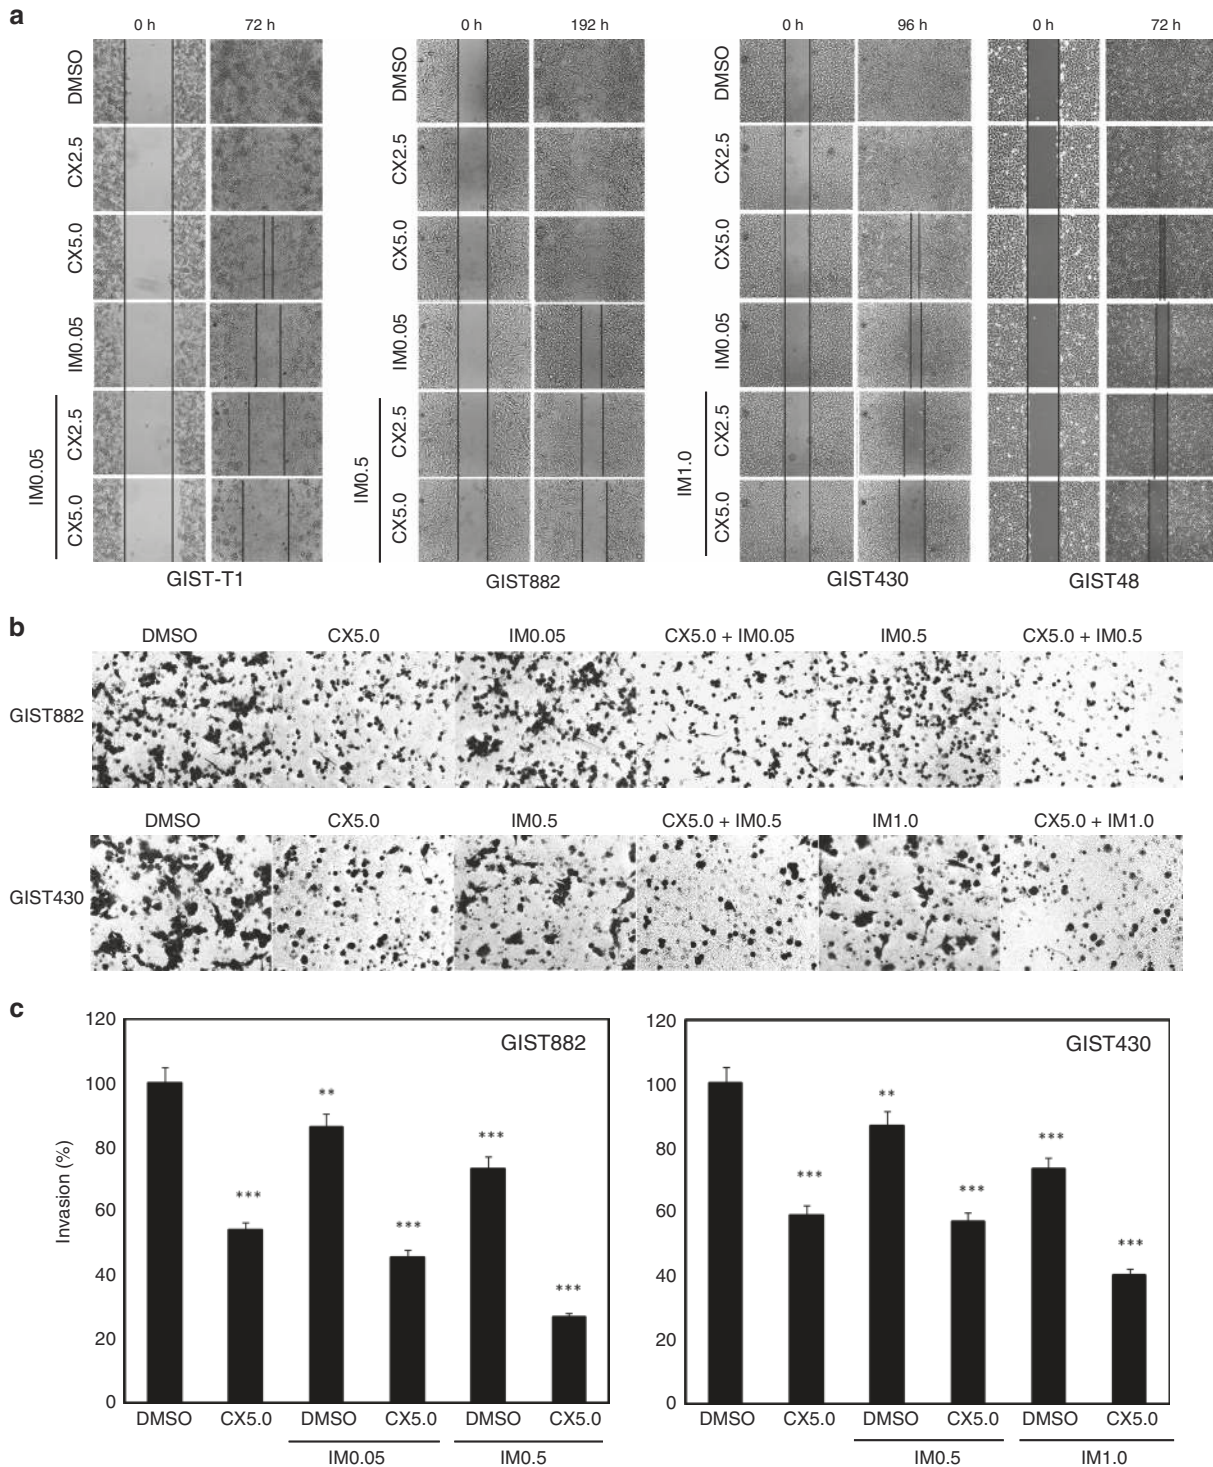 a
0 h 72 h 0 h 192 h 0 h 96 h 0 h 72 h
DMSO DMSO DMSO
CX2.5 CX2.5 CX2.5
CX5.0 CX5.0 CX5.0
IM0.05 IM0.05 IM0.05
IM0.05 CX2.5 IM0.5 CX2.5 IM1.0 CX2.5
CX5.0 CX5.0 CX5.0
GIST-T1 GIST882 GIST430 GIST48
b
DMSO CX5.0 IM0.05 CX5.0 + IM0.05 IM0.5 CX5.0 + IM0.5
GIST882
DMSO CX5.0 IM0.5 CX5.0 + IM0.5 IM1.0 CX5.0 + IM1.0
GIST430
c
Invasion (%)
120
100
80
60
40
20
0
GIST882
**
***
***
***
***
DMSO CX5.0 DMSO CX5.0 DMSO CX5.0
IM0.05 IM0.5
120
100
80
60
40
20
0
GIST430
**
***
***
***
***
DMSO CX5.0 DMSO CX5.0 DMSO CX5.0
IM0.5 IM1.0